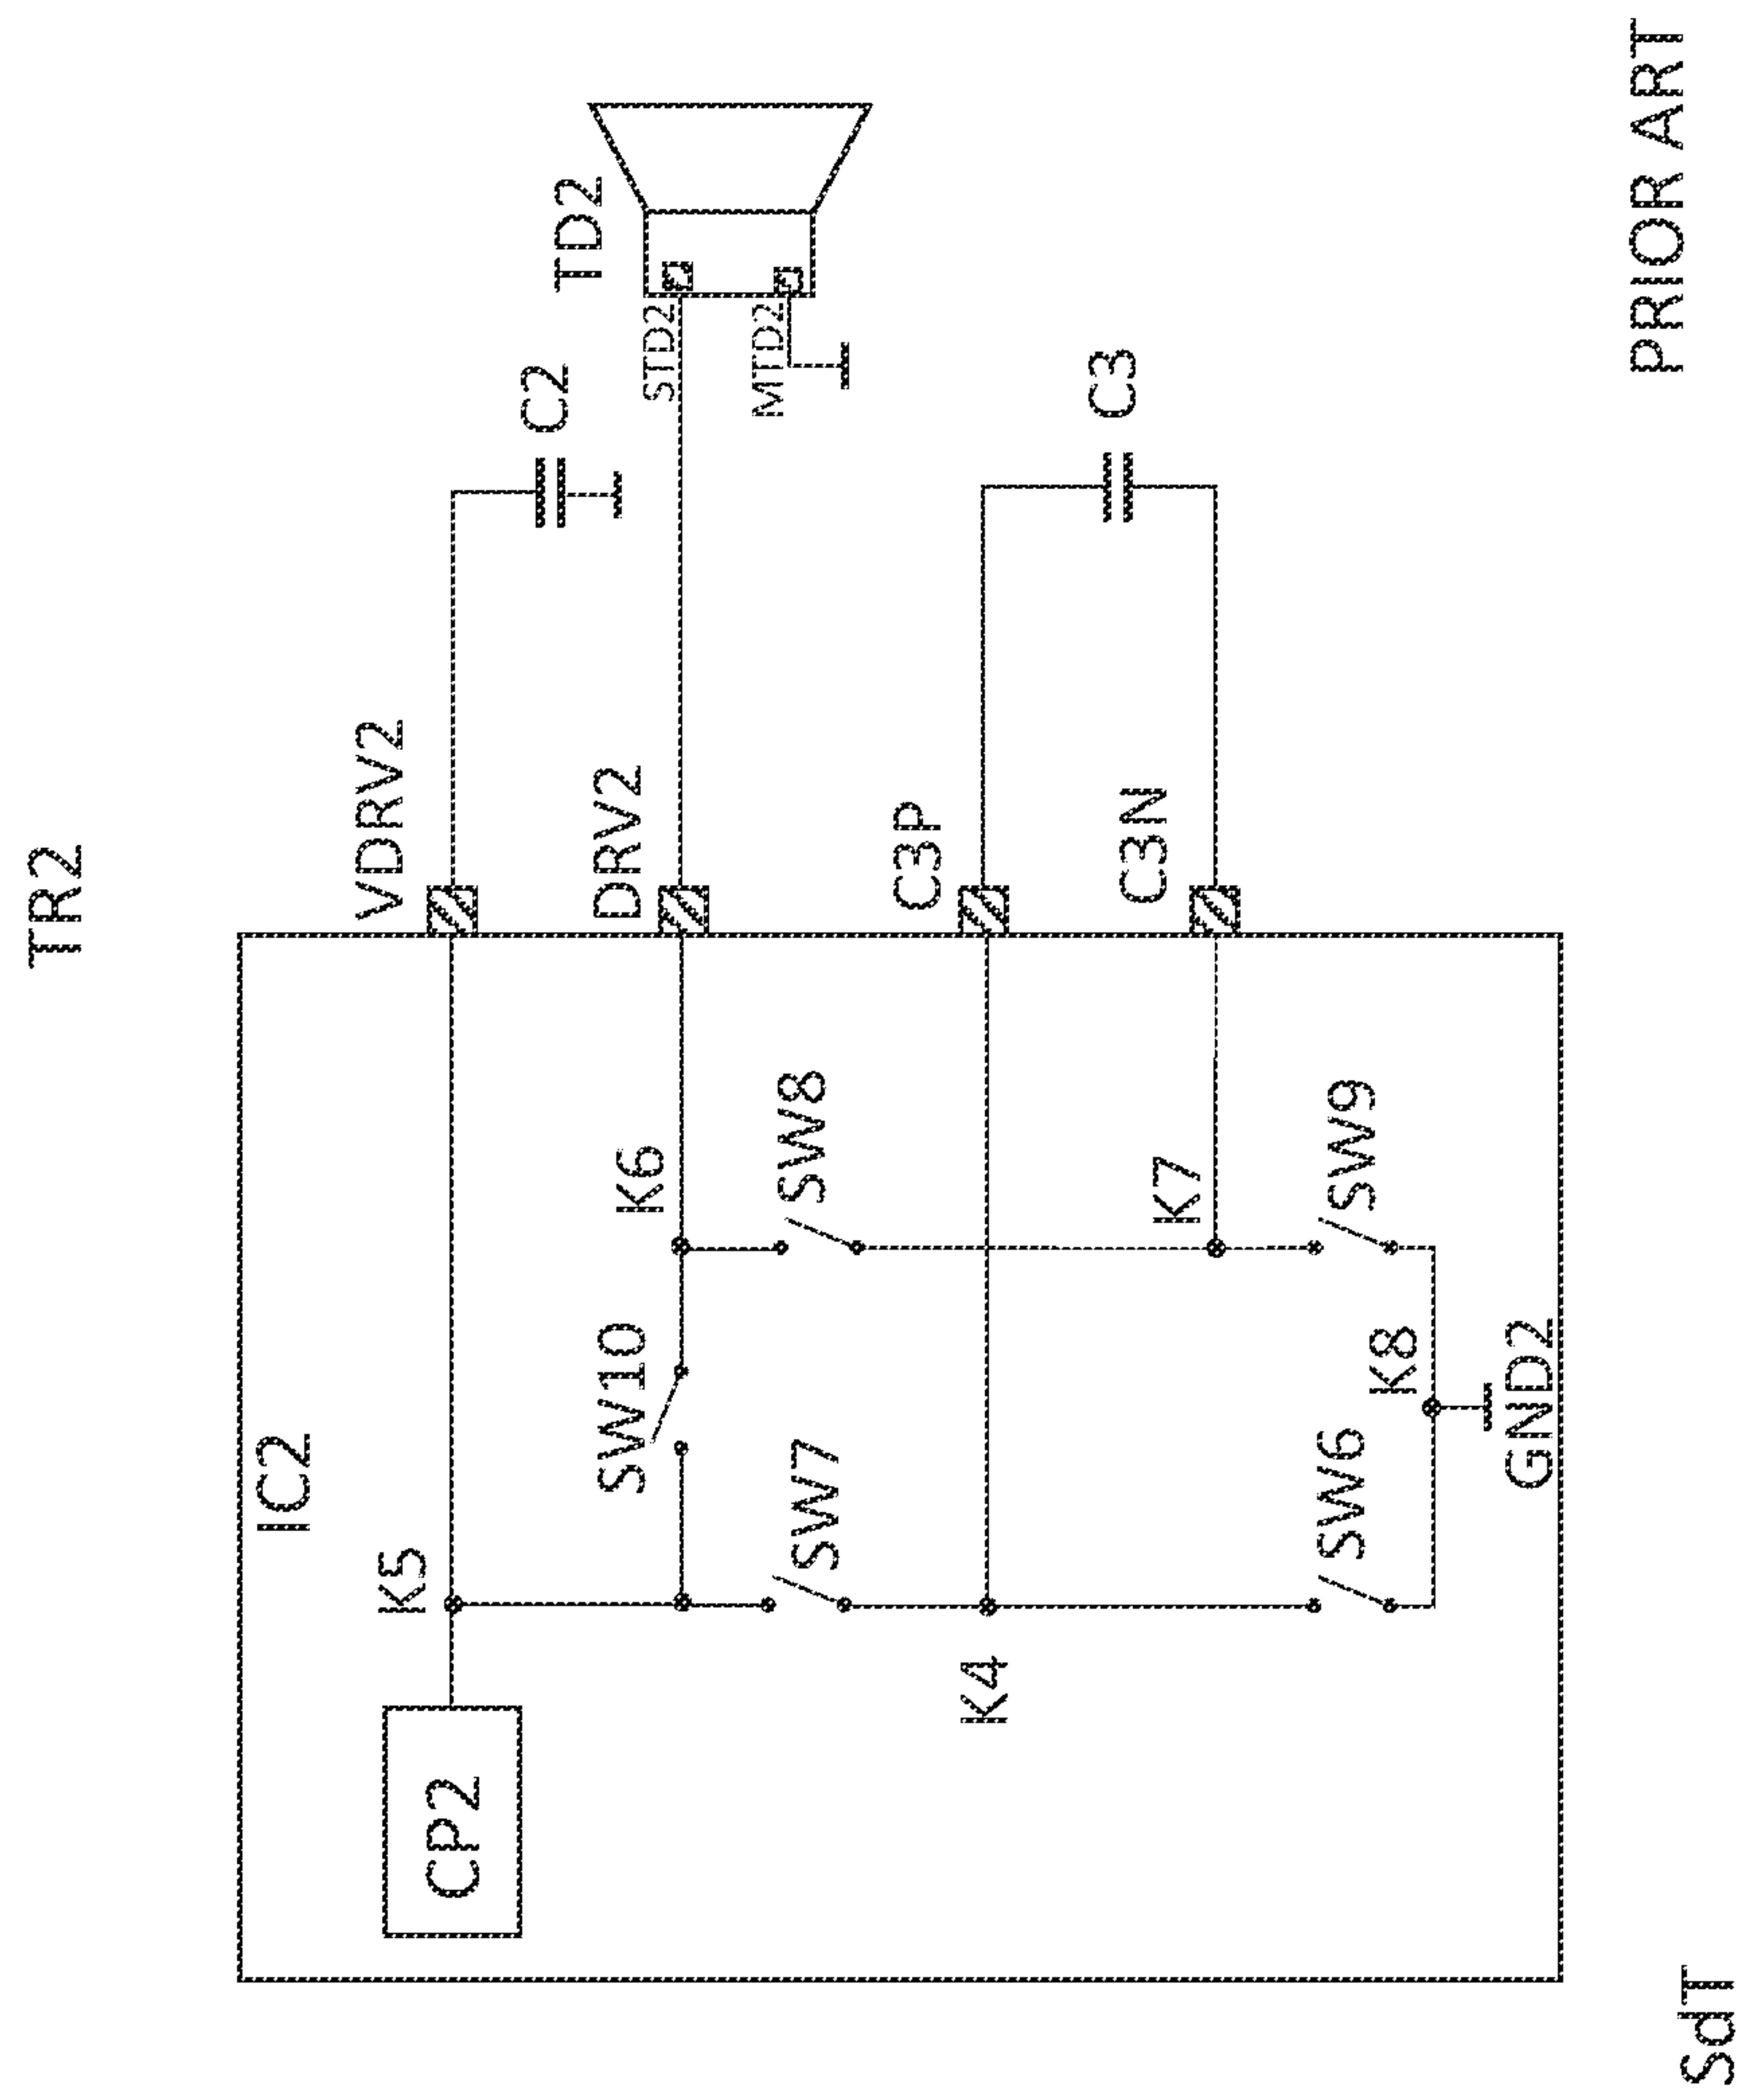 TR2
IC2
CP2
K5
VDRV2
C2
TD2
STD2
MTD2
SW10
K6
DRV2
SW7
SW8
K4
C3P
C3
K7
C3N
SW6
K8
SW9
GND2
SdT
PRIOR ART